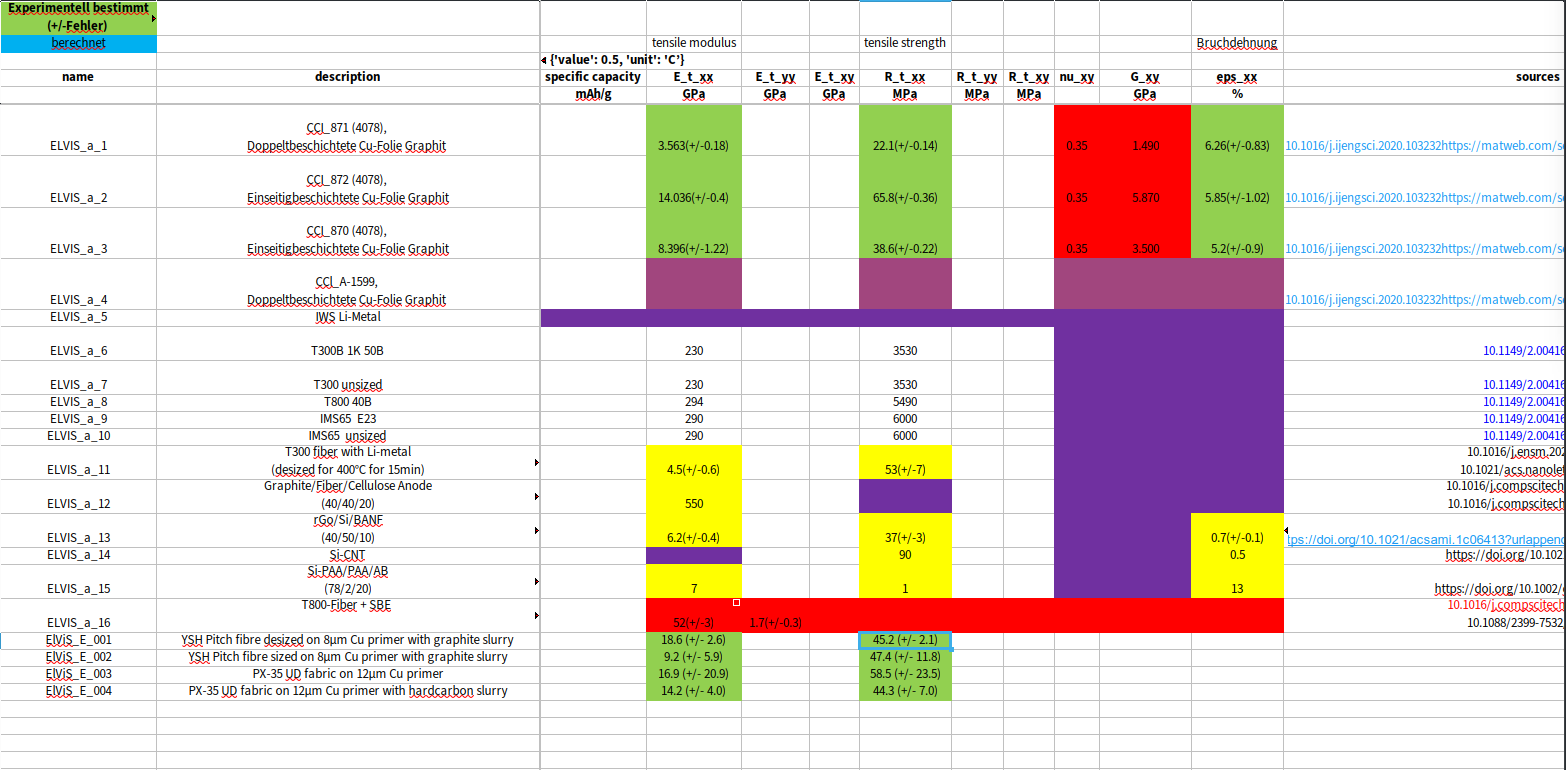 Experimentell bestimmt
(+/-Fehler)
berechnet tensile modulus tensile strength Bruchdehnung
{'value': 0.5, 'unit': 'C'}
name description specific capacity E_t_xx E_t_yy E_t_xy R_t_xx R_t_yy R_t_xy nu_xy G_xy eps_xx sources
mAh/g GPa GPa GPa MPa MPa MPa GPa %
CCl_871 (4078),
Doppeltbeschichtete Cu-Folie Graphit
ELVIS_a_1 3.563(+/-0.18) 22.1(+/-0.14) 0.35 1.490 6.26(+/-0.83) 10.1016/j.ijengsci.2020.103232https://matweb.com/s
CCl_872 (4078),
Einseitigbeschichtete Cu-Folie Graphit
ELVIS_a_2 14.036(+/-0.4) 65.8(+/-0.36) 0.35 5.870 5.85(+/-1.02) 10.1016/j.ijengsci.2020.103232https://matweb.com/s
CCl_870 (4078),
Einseitigbeschichtete Cu-Folie Graphit
ELVIS_a_3 8.396(+/-1.22) 38.6(+/-0.22) 0.35 3.500 5.2(+/-0.9) 10.1016/j.ijengsci.2020.103232https://matweb.com/s
CCl_A-1599,
Doppeltbeschichtete Cu-Folie Graphit
ELVIS_a_4 10.1016/j.ijengsci.2020.103232https://matweb.com/s
ELVIS_a_5 IWS Li-Metal
ELVIS_a_6 T300B 1K 50B 230 3530 10.1149/2.00416
ELVIS_a_7 T300 unsized 230 3530 10.1149/2.00416
ELVIS_a_8 T800 40B 294 5490 10.1149/2.00416
ELVIS_a_9 IMS65 E23 290 6000 10.1149/2.00416
ELVIS_a_10 IMS65 unsized 290 6000 10.1149/2.00416
T300 fiber with Li-metal 10.1016/j.ensm.202
ELVIS_a_11 (desized for 400°C for 15min) 4.5(+/-0.6) 53(+/-7) 10.1021/acs.nanolet
Graphite/Fiber/Cellulose Anode 10.1016/j.compscitech
ELVIS_a_12 (40/40/20) 550 10.1016/j.compscitech
rGo/Si/BANF
ELVIS_a_13 (40/50/10) 6.2(+/-0.4) 37(+/-3) 0.7(+/-0.1) tps://doi.org/10.1021/acsami.1c06413?urlappend
ELVIS_a_14 Si-CNT 90 0.5 https://doi.org/10.102
Si-PAA/PAA/AB
ELVIS_a_15 (78/2/20) 7 1 13 https://doi.org/10.1002/
T800-Fiber + SBE 10.1016/j.compscitech
ELVIS_a_16 52(+/-3) 1.7(+/-0.3) 10.1088/2399-7532
ElViS_E_001 YSH Pitch fibre desized on 8µm Cu primer with graphite slurry 18.6 (+/- 2.6) 45.2 (+/- 2.1)
ElViS_E_002 YSH Pitch fibre sized on 8µm Cu primer with graphite slurry 9.2 (+/- 5.9) 47.4 (+/- 11.8)
ElViS_E_003 PX-35 UD fabric on 12µm Cu primer 16.9 (+/- 20.9) 58.5 (+/- 23.5)
ElViS_E_004 PX-35 UD fabric on 12µm Cu primer with hardcarbon slurry 14.2 (+/- 4.0) 44.3 (+/- 7.0)